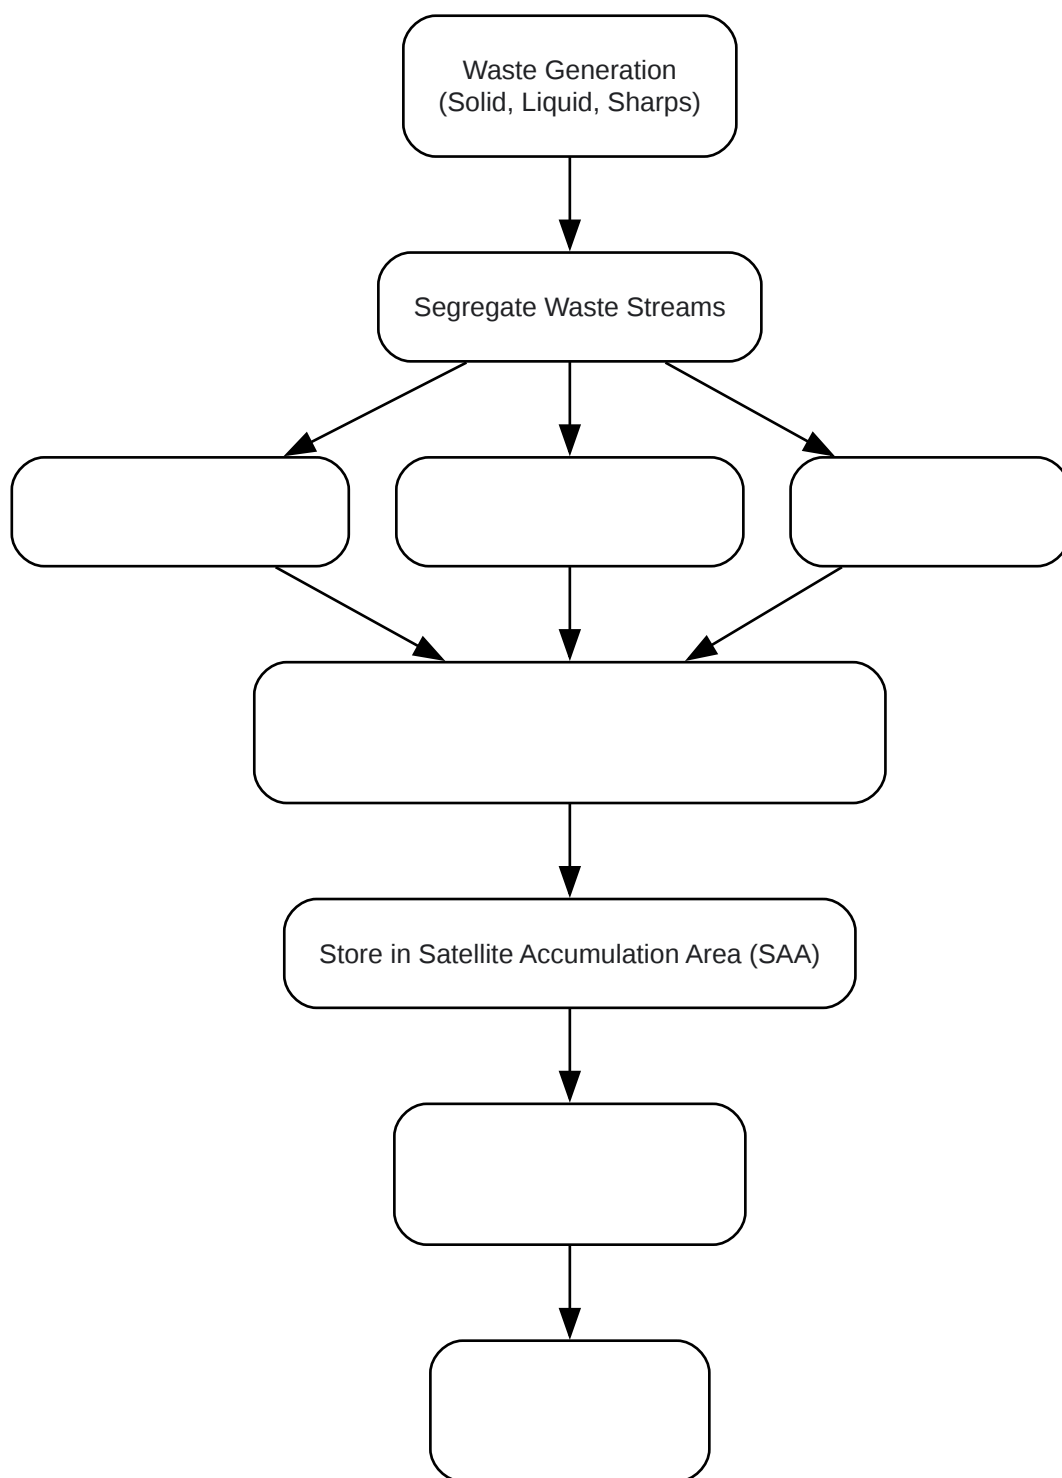 Waste Generation
(Solid, Liquid, Sharps)
Segregate Waste Streams
Store in Satellite Accumulation Area (SAA)